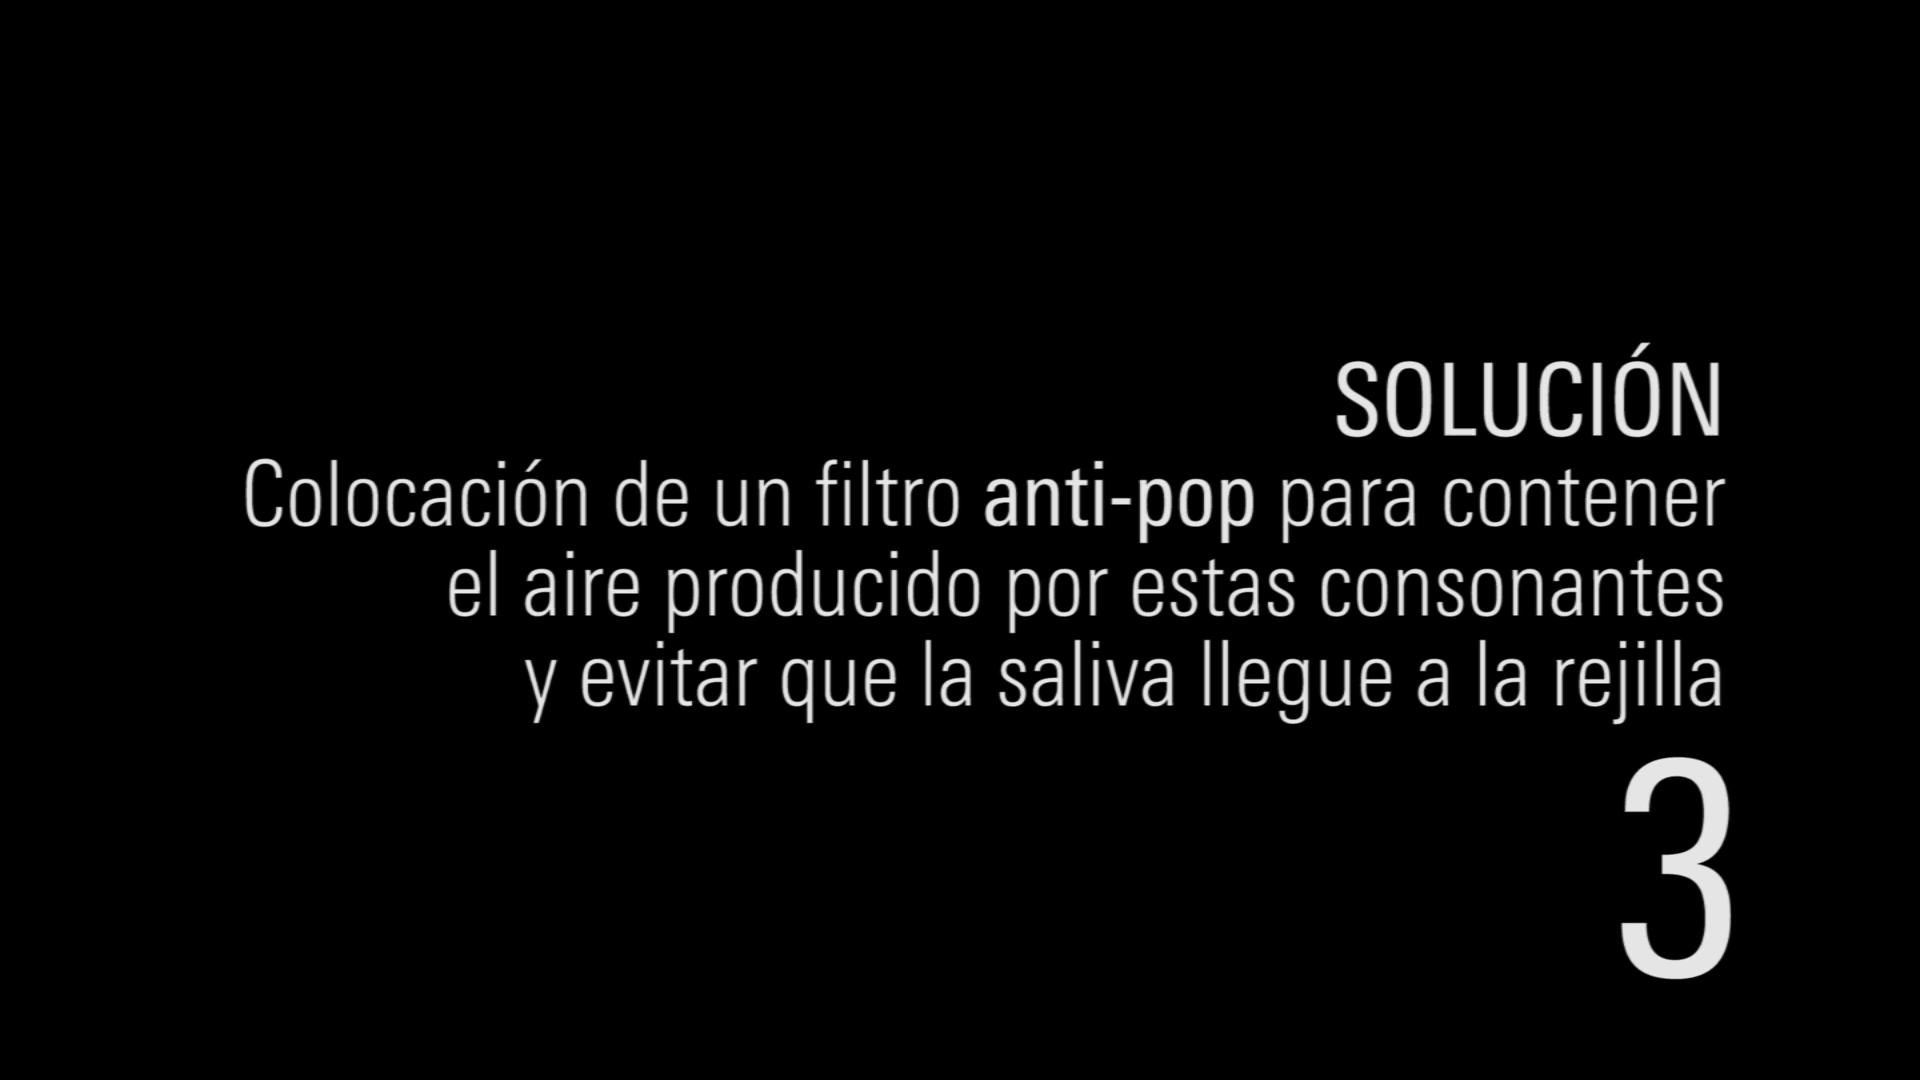 SOLUCIÓN
Colocación de un filtro anti-pop para contener
el aire producido por estas consonantes
y evitar que la saliva llegue a la rejilla
3